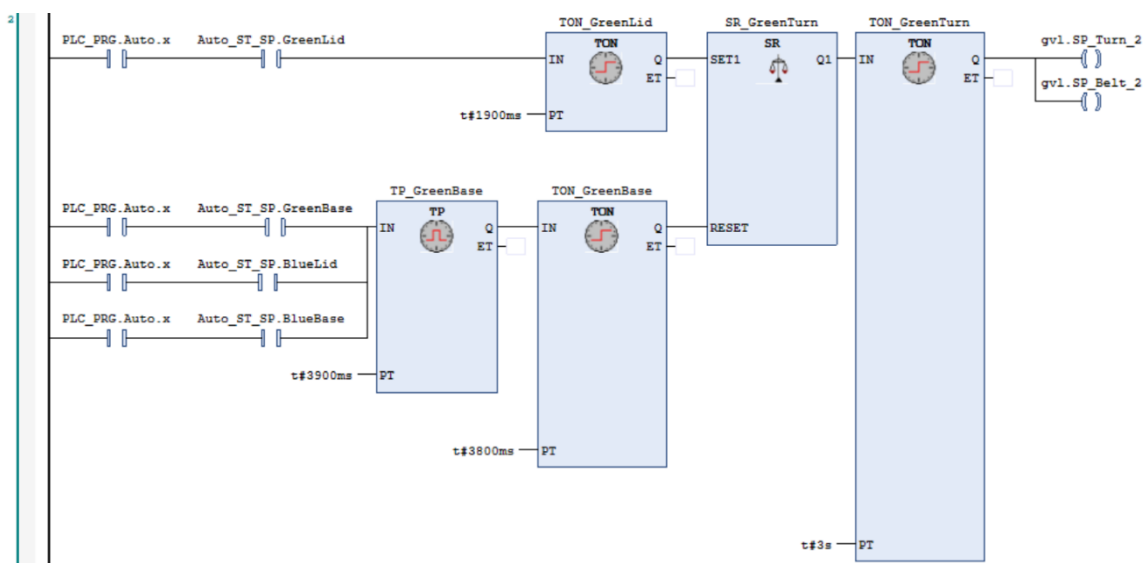 2
TON_GreenLid SR_GreenTurn TON_GreenTurn
PLC_PRG.Auto.x Auto_ST_SP.GreenLid TON SR TON gvl.SP_Turn_2
IN Q SET1 Q1 IN Q
ET ET gvl.SP_Belt_2
t#1900ms PT
TP_GreenBase TON_GreenBase
PLC_PRG.Auto.x Auto_ST_SP.GreenBase TP TON
IN Q IN Q RESET
ET ET
PLC_PRG.Auto.x Auto_ST_SP.BlueLid
PLC_PRG.Auto.x Auto_ST_SP.BlueBase
t#3900ms PT
t#3800ms PT
t#3s PT